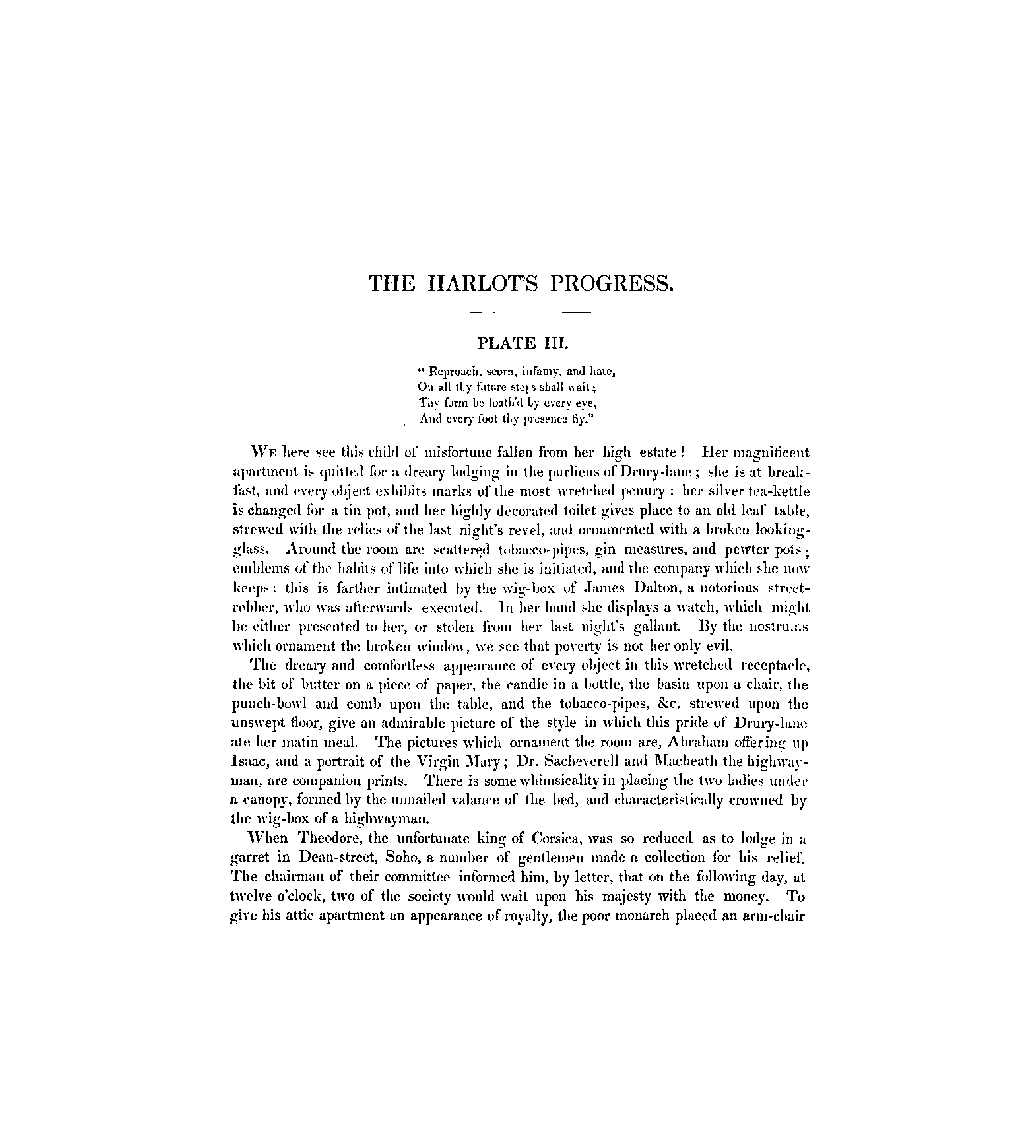 THE HARLOT'S PROGRESS.
PLATE III.
" Reproach, scorn, infamy, and hate,
On all thy future steps shall wait ;
Thy form be loath'd by every eye,
And every foot thy presence fly."
WE here see this child of misfortune fallen from her high estate ! Her magnificent
apartment is quitted for a dreary lodging in the purlieus of Drury-lane ; she is at break-
fast, and every object exhibits marks of the most wretched penury : her silver tea-kettle
is changed for a tin pot, and her highly decorated toilet gives place to an old leaf table,
strewed with the relics of the last night's revel, and ornamented with a broken looking-
glass. Around the room are scattered tobacco-pipes, gin measures, and pewter pots ;
emblems of the habits of life into which she is initiated, and the company which she now
keeps : this is farther intimated by the wig-box of James Dalton, a notorious street-
robber, who was afterwards executed. In her hand she displays a watch, which might
be either presented to her, or stolen from her last night's gallant. By the nostrums
which ornament the broken window, we see that poverty is not her only evil.
The dreary and comfortless appearance of every object in this wretched receptacle,
the bit of butter on a piece of paper, the candle in a bottle, the basin upon a chair, the
punch-bowl and comb upon the table, and the tobacco-pipes, &c. strewed upon the
unswept floor, give an admirable picture of the style in which this pride of Drury-lane
ate her matin meal. The pictures which ornament the room are, Abraham offering up
Isaac, and a portrait of the Virgin Mary ; Dr. Sacheverell and Macheath the highway-
man, are companion prints. There is some whimsicality in placing the two ladies under
a canopy, formed by the unnailed valance of the bed, and characteristically crowned by
the wig-box of a highwayman.
When Theodore, the unfortunate king of Corsica, was so reduced as to lodge in a
garret in Dean-street, Soho, a number of gentlemen made a collection for his relief.
The chairman of their committee informed him, by letter, that on the following day, at
twelve o'clock, two of the society would wait upon his majesty with the money. To
give his attic apartment an appearance of royalty, the poor monarch placed an arm-chair